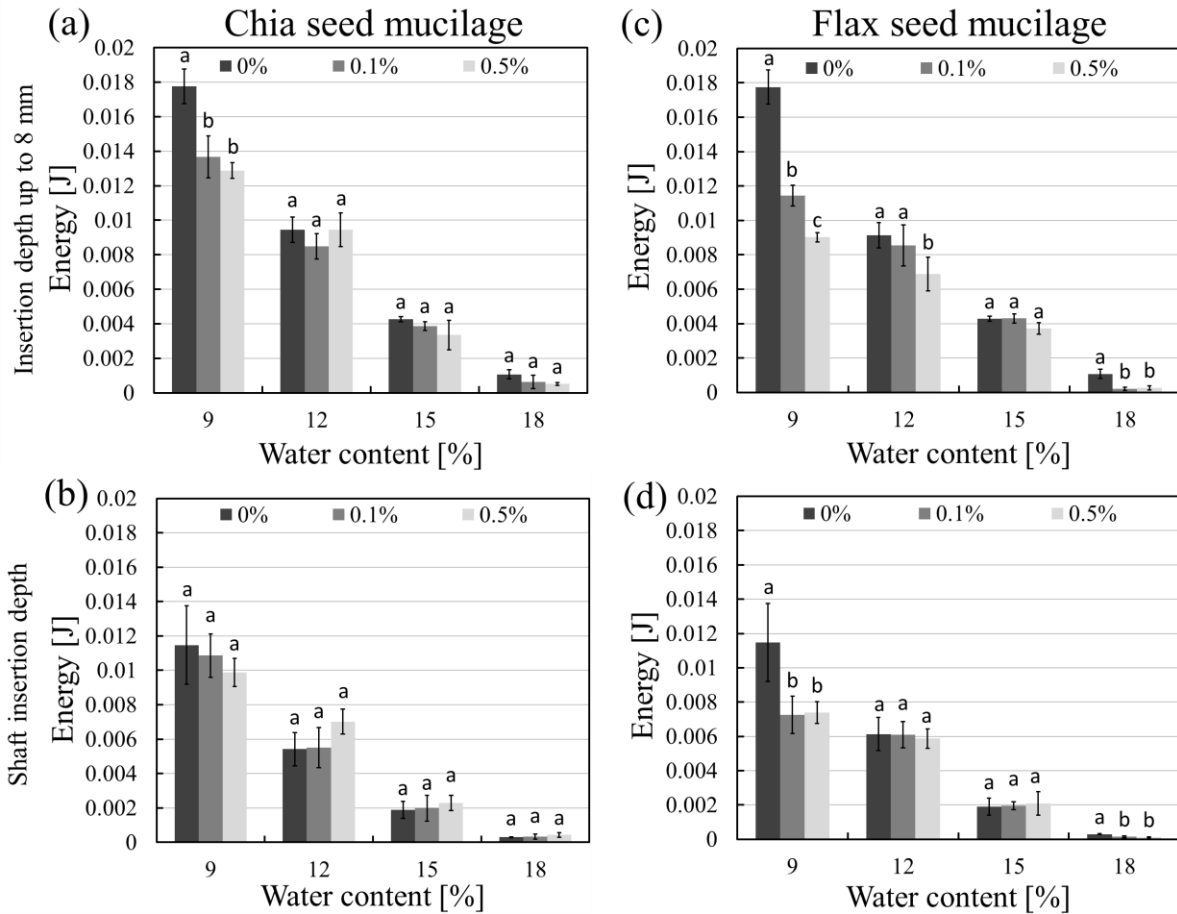 (a) Chia seed mucilage
Insertion depth up to 8 mm
Energy [J]
0.02
0.018
0.016
0.014
0.012
0.01
0.008
0.006
0.004
0.002
0
0% 0.1% 0.5%
a b b
a a a
a a a
a a a
9 12 15 18
Water content [%]
(c) Flax seed mucilage
Energy [J]
0.02
0.018
0.016
0.014
0.012
0.01
0.008
0.006
0.004
0.002
0
0% 0.1% 0.5%
a b c
a a b
a a a
a b b
9 12 15 18
Water content [%]
(b)
Shaft insertion depth
Energy [J]
0.02
0.018
0.016
0.014
0.012
0.01
0.008
0.006
0.004
0.002
0
0% 0.1% 0.5%
a a a
a a a
a a a
a a a
9 12 15 18
Water content [%]
(d)
Energy [J]
0.02
0.018
0.016
0.014
0.012
0.01
0.008
0.006
0.004
0.002
0
0% 0.1% 0.5%
a b b
a a a
a a a
a b b
9 12 15 18
Water content [%]